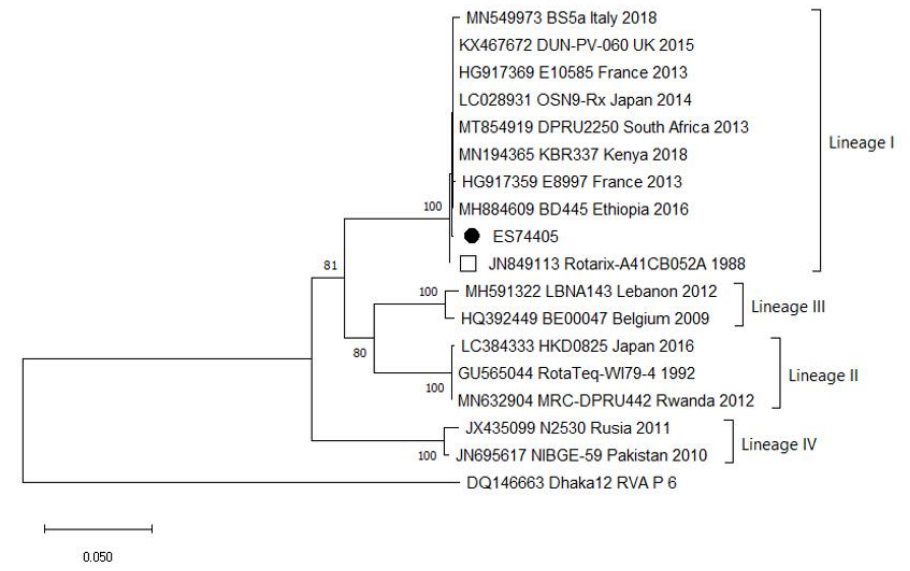 MN549973 BS5a Italy 2018
KX467672 DUN-PV-060 UK 2015
HG917369 E10585 France 2013
LC028931 OSN9-Rx Japan 2014
MT854919 DPRU2250 South Africa 2013
Lineage I
MN194365 KBR337 Kenya 2018
HG917359 E8997 France 2013
100
MH884609 BD445 Ethiopia 2016
ES74405
81
JN849113 Rotarix-A41CB052A 1988
100
MH591322 LBNA143 Lebanon 2012
Lineage III
HQ392449 BE00047 Belgium 2009
80
LC384333 HKD0825 Japan 2016
GU565044 RotaTeq-WI79-4 1992
Lineage II
100
MN632904 MRC-DPRU442 Rwanda 2012
JX435099 N2530 Rusia 2011
Lineage IV
100
JN695617 NIBGE-59 Pakistan 2010
DQ146663 Dhaka12 RVA P 6
0.050